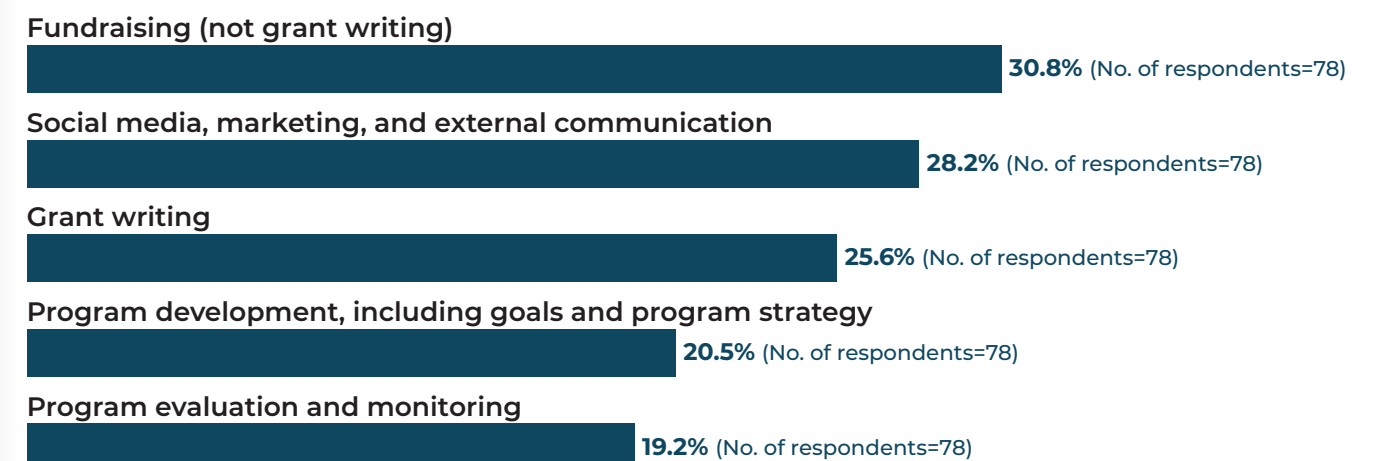 Fundraising (not grant writing)
30.8% (No. of respondents=78)
Social media, marketing, and external communication
28.2% (No. of respondents=78)
Grant writing
25.6% (No. of respondents=78)
Program development, including goals and program strategy
20.5% (No. of respondents=78)
Program evaluation and monitoring
19.2% (No. of respondents=78)